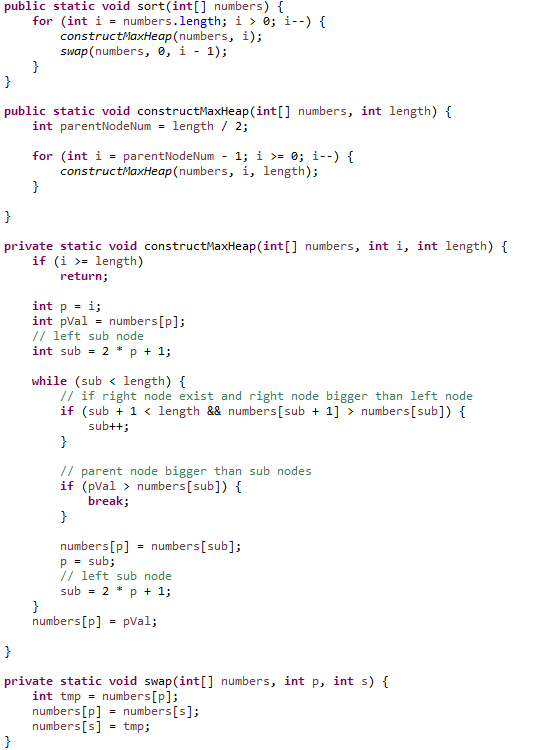 public static void sort(int[] numbers) {
    for (int i = numbers.length; i > 0; i--) {
        constructMaxHeap(numbers, i);
        swap(numbers, 0, i - 1);
    }
}

public static void constructMaxHeap(int[] numbers, int length) {
    int parentNodeNum = length / 2;

    for (int i = parentNodeNum - 1; i >= 0; i--) {
        constructMaxHeap(numbers, i, length);
    }

}

private static void constructMaxHeap(int[] numbers, int i, int length) {
    if (i >= length)
        return;

    int p = i;
    int pVal = numbers[p];
    // left sub node
    int sub = 2 * p + 1;

    while (sub < length) {
        // if right node exist and right node bigger than left node
        if (sub + 1 < length && numbers[sub + 1] > numbers[sub]) {
            sub++;
        }

        // parent node bigger than sub nodes
        if (pVal > numbers[sub]) {
            break;
        }

        numbers[p] = numbers[sub];
        p = sub;
        // left sub node
        sub = 2 * p + 1;
    }
    numbers[p] = pVal;

}

private static void swap(int[] numbers, int p, int s) {
    int tmp = numbers[p];
    numbers[p] = numbers[s];
    numbers[s] = tmp;
}